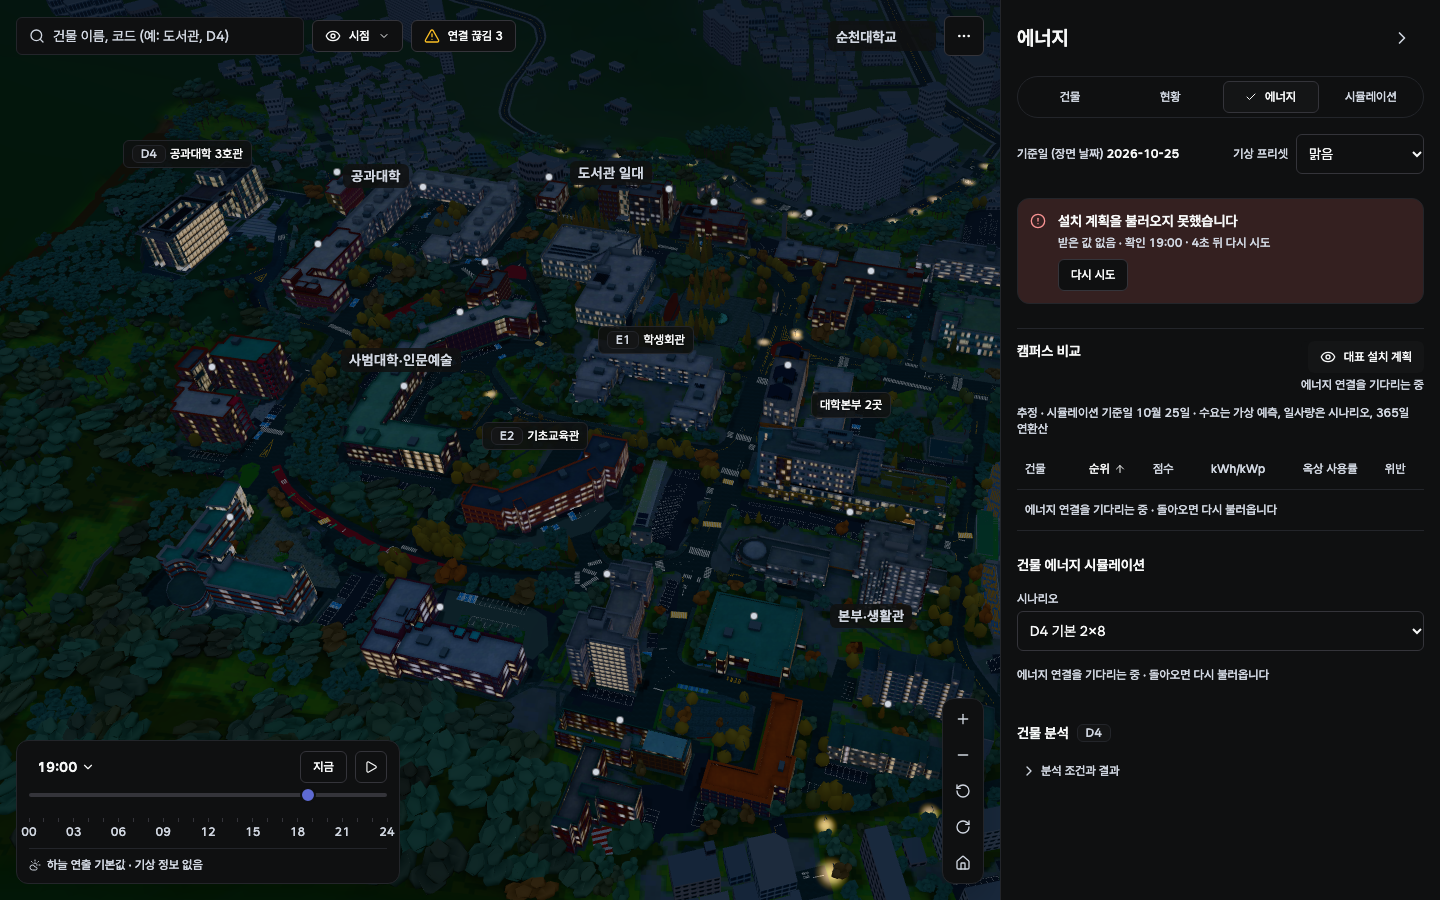 건물 이름, 코드 (예: 도서관, D4)
시점
연결 끊김 3
순천대학교
D4 공과대학 3호관
공과대학
도서관 일대
E1 학생회관
사범대학·인문예술
대학본부 2곳
E2 기초교육관
본부·생활관
19:00
지금
00 03 06 09 12 15 18 21 24
하늘 연출 기본값 · 기상 정보 없음
에너지
건물 현황 에너지 시뮬레이션
기준일 (장면 날짜) 2026-10-25
기상 프리셋 맑음
설치 계획을 불러오지 못했습니다
받은 값 없음 · 확인 19:00 · 4초 뒤 다시 시도
다시 시도
캠퍼스 비교
대표 설치 계획
에너지 연결을 기다리는 중
추정 · 시뮬레이션 기준일 10월 25일 · 수요는 가상 예측, 일사량은 시나리오, 365일
연환산
건물 순위 ↑ 점수 kWh/kWp 옥상 사용률 위반
에너지 연결을 기다리는 중 · 돌아오면 다시 불러옵니다
건물 에너지 시뮬레이션
시나리오
D4 기본 2×8
에너지 연결을 기다리는 중 · 돌아오면 다시 불러옵니다
건물 분석 D4
분석 조건과 결과